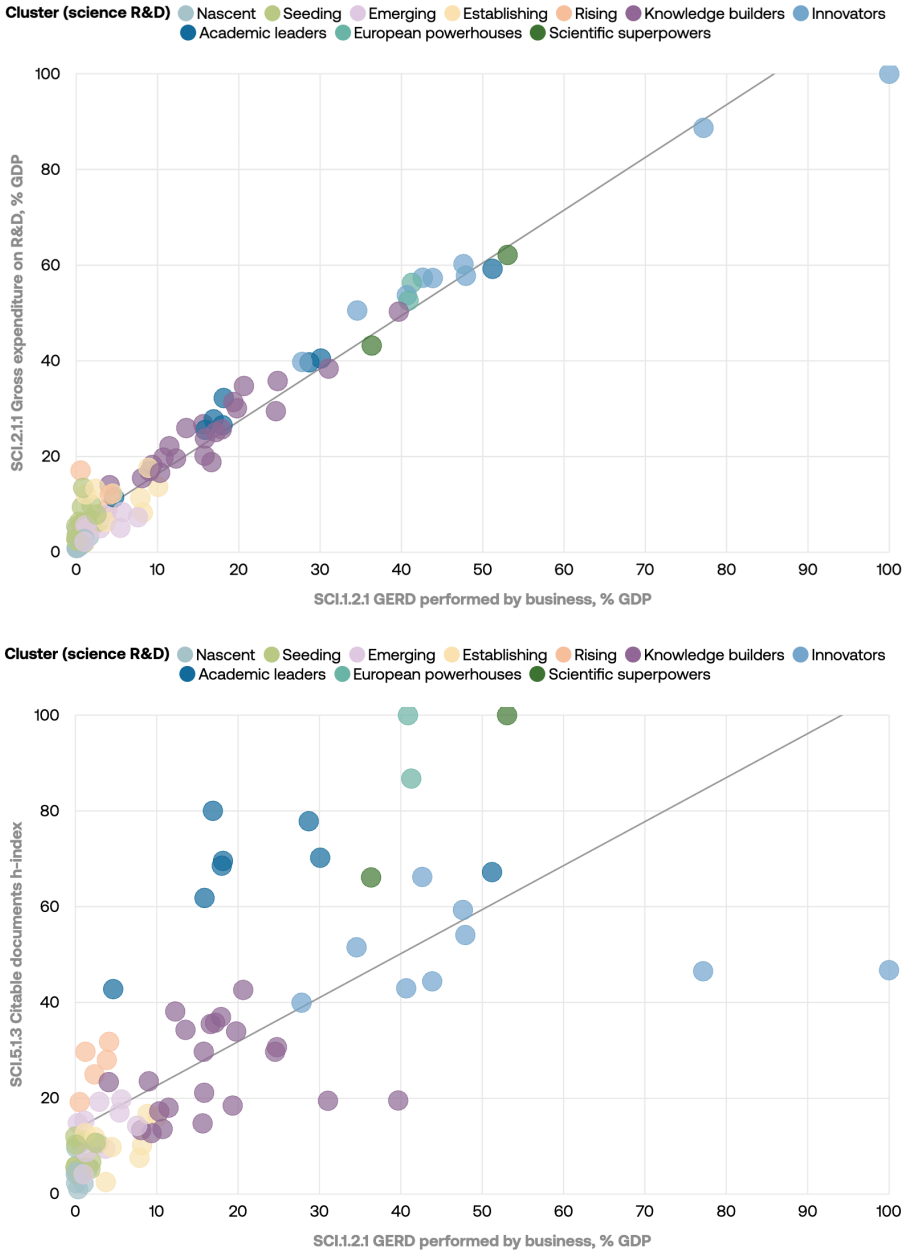 Cluster (science R&D) Nascent Seeding Emerging Establishing Rising Knowledge builders Innovators
Academic leaders European powerhouses Scientific superpowers
SCI.2.1.1 Gross expenditure on R&D, % GDP
100
80
60
40
20
0
0 10 20 30 40 50 60 70 80 90 100
SCI.1.2.1 GERD performed by business, % GDP
Cluster (science R&D) Nascent Seeding Emerging Establishing Rising Knowledge builders Innovators
Academic leaders European powerhouses Scientific superpowers
SCI.5.1.3 Citable documents h-index
100
80
60
40
20
0
0 10 20 30 40 50 60 70 80 90 100
SCI.1.2.1 GERD performed by business, % GDP